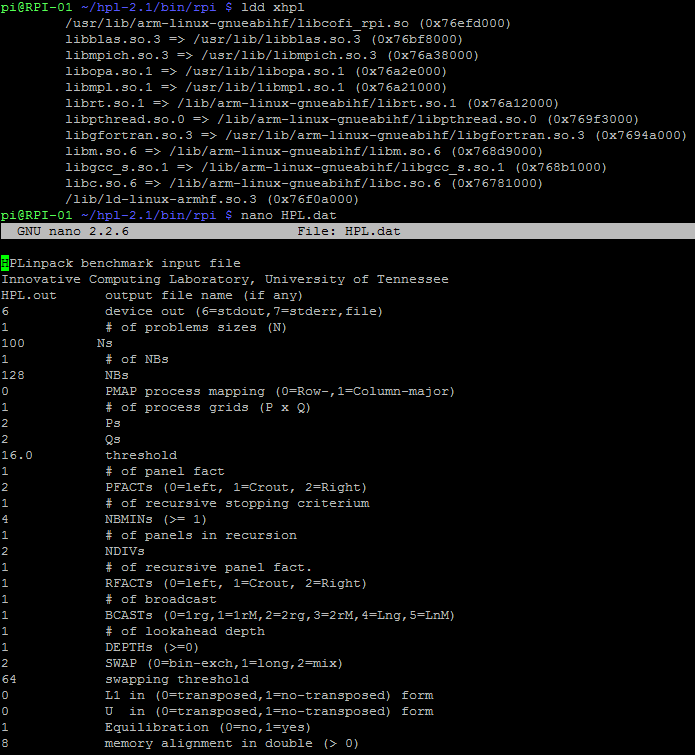 pi@RPI-01 ~/hpl-2.1/bin/rpi $ ldd xhpl
/usr/lib/arm-linux-gnueabihf/libcofi_rpi.so (0x76efd000)
libblas.so.3 => /usr/lib/libblas.so.3 (0x76bf8000)
libmpich.so.3 => /usr/lib/libmpich.so.3 (0x76a38000)
libopa.so.1 => /usr/lib/libopa.so.1 (0x76a2e000)
libmpl.so.1 => /usr/lib/libmpl.so.1 (0x76a21000)
librt.so.1 => /lib/arm-linux-gnueabihf/librt.so.1 (0x76a12000)
libpthread.so.0 => /lib/arm-linux-gnueabihf/libpthread.so.0 (0x769f3000)
libgfortran.so.3 => /usr/lib/arm-linux-gnueabihf/libgfortran.so.3 (0x7694a000)
libm.so.6 => /lib/arm-linux-gnueabihf/libm.so.6 (0x768d9000)
libgcc_s.so.1 => /lib/arm-linux-gnueabihf/libgcc_s.so.1 (0x768b1000)
libc.so.6 => /lib/arm-linux-gnueabihf/libc.so.6 (0x76781000)
/lib/ld-linux-armhf.so.3 (0x76f0a000)
pi@RPI-01 ~/hpl-2.1/bin/rpi $ nano HPL.dat
GNU nano 2.2.6 File: HPL.dat
HPLinpack benchmark input file
Innovative Computing Laboratory, University of Tennessee
HPL.out output file name (if any)
6 device out (6=stdout,7=stderr,file)
1 # of problems sizes (N)
100 Ns
1 # of NBs
128 NBs
0 PMAP process mapping (0=Row-,1=Column-major)
1 # of process grids (P x Q)
2 Ps
2 Qs
16.0 threshold
1 # of panel fact
2 PFACTs (0=left, 1=Crout, 2=Right)
1 # of recursive stopping criterium
4 NBMINs (>= 1)
1 # of panels in recursion
2 NDIVs
1 # of recursive panel fact.
1 RFACTs (0=left, 1=Crout, 2=Right)
1 # of broadcast
1 BCASTs (0=1rg,1=1rM,2=2rg,3=2rM,4=Lng,5=LnM)
1 # of lookahead depth
1 DEPTHs (>=0)
2 SWAP (0=bin-exch,1=long,2=mix)
64 swapping threshold
0 L1 in (0=transposed,1=no-transposed) form
0 U in (0=transposed,1=no-transposed) form
1 Equilibration (0=no,1=yes)
8 memory alignment in double (> 0)